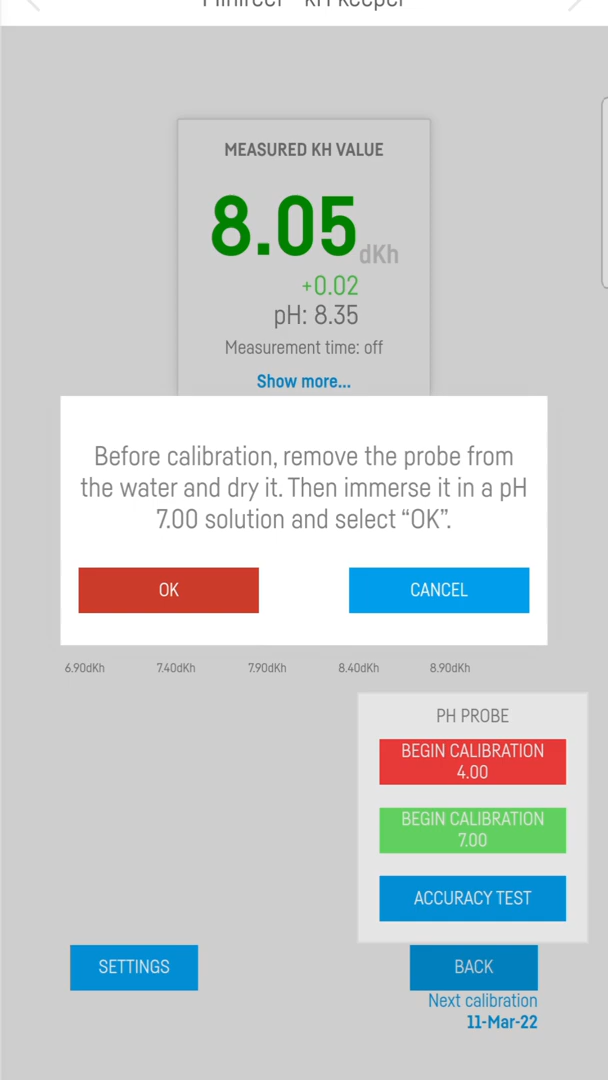 MEASURED KH VALUE
8.05 dKh
+0.02
pH: 8.35
Measurement time: off
Show more...
Before calibration, remove the probe from
the water and dry it. Then immerse it in a pH
7.00 solution and select “OK”.
OK
CANCEL
6.90dKh 7.40dKh 7.90dKh 8.40dKh 8.90dKh
PH PROBE
BEGIN CALIBRATION
4.00
BEGIN CALIBRATION
7.00
ACCURACY TEST
SETTINGS
BACK
Next calibration
11-Mar-22